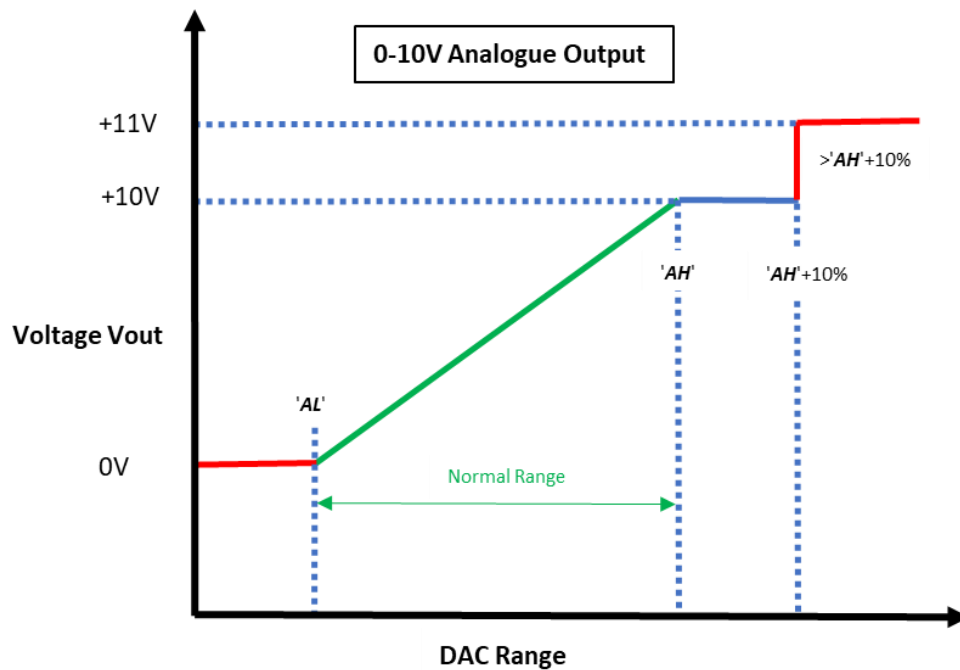 0-10V Analogue Output
+11V
>'AH'+10%
+10V
'AH'
'AH'+10%
Voltage Vout
'AL'
0V
Normal Range
DAC Range